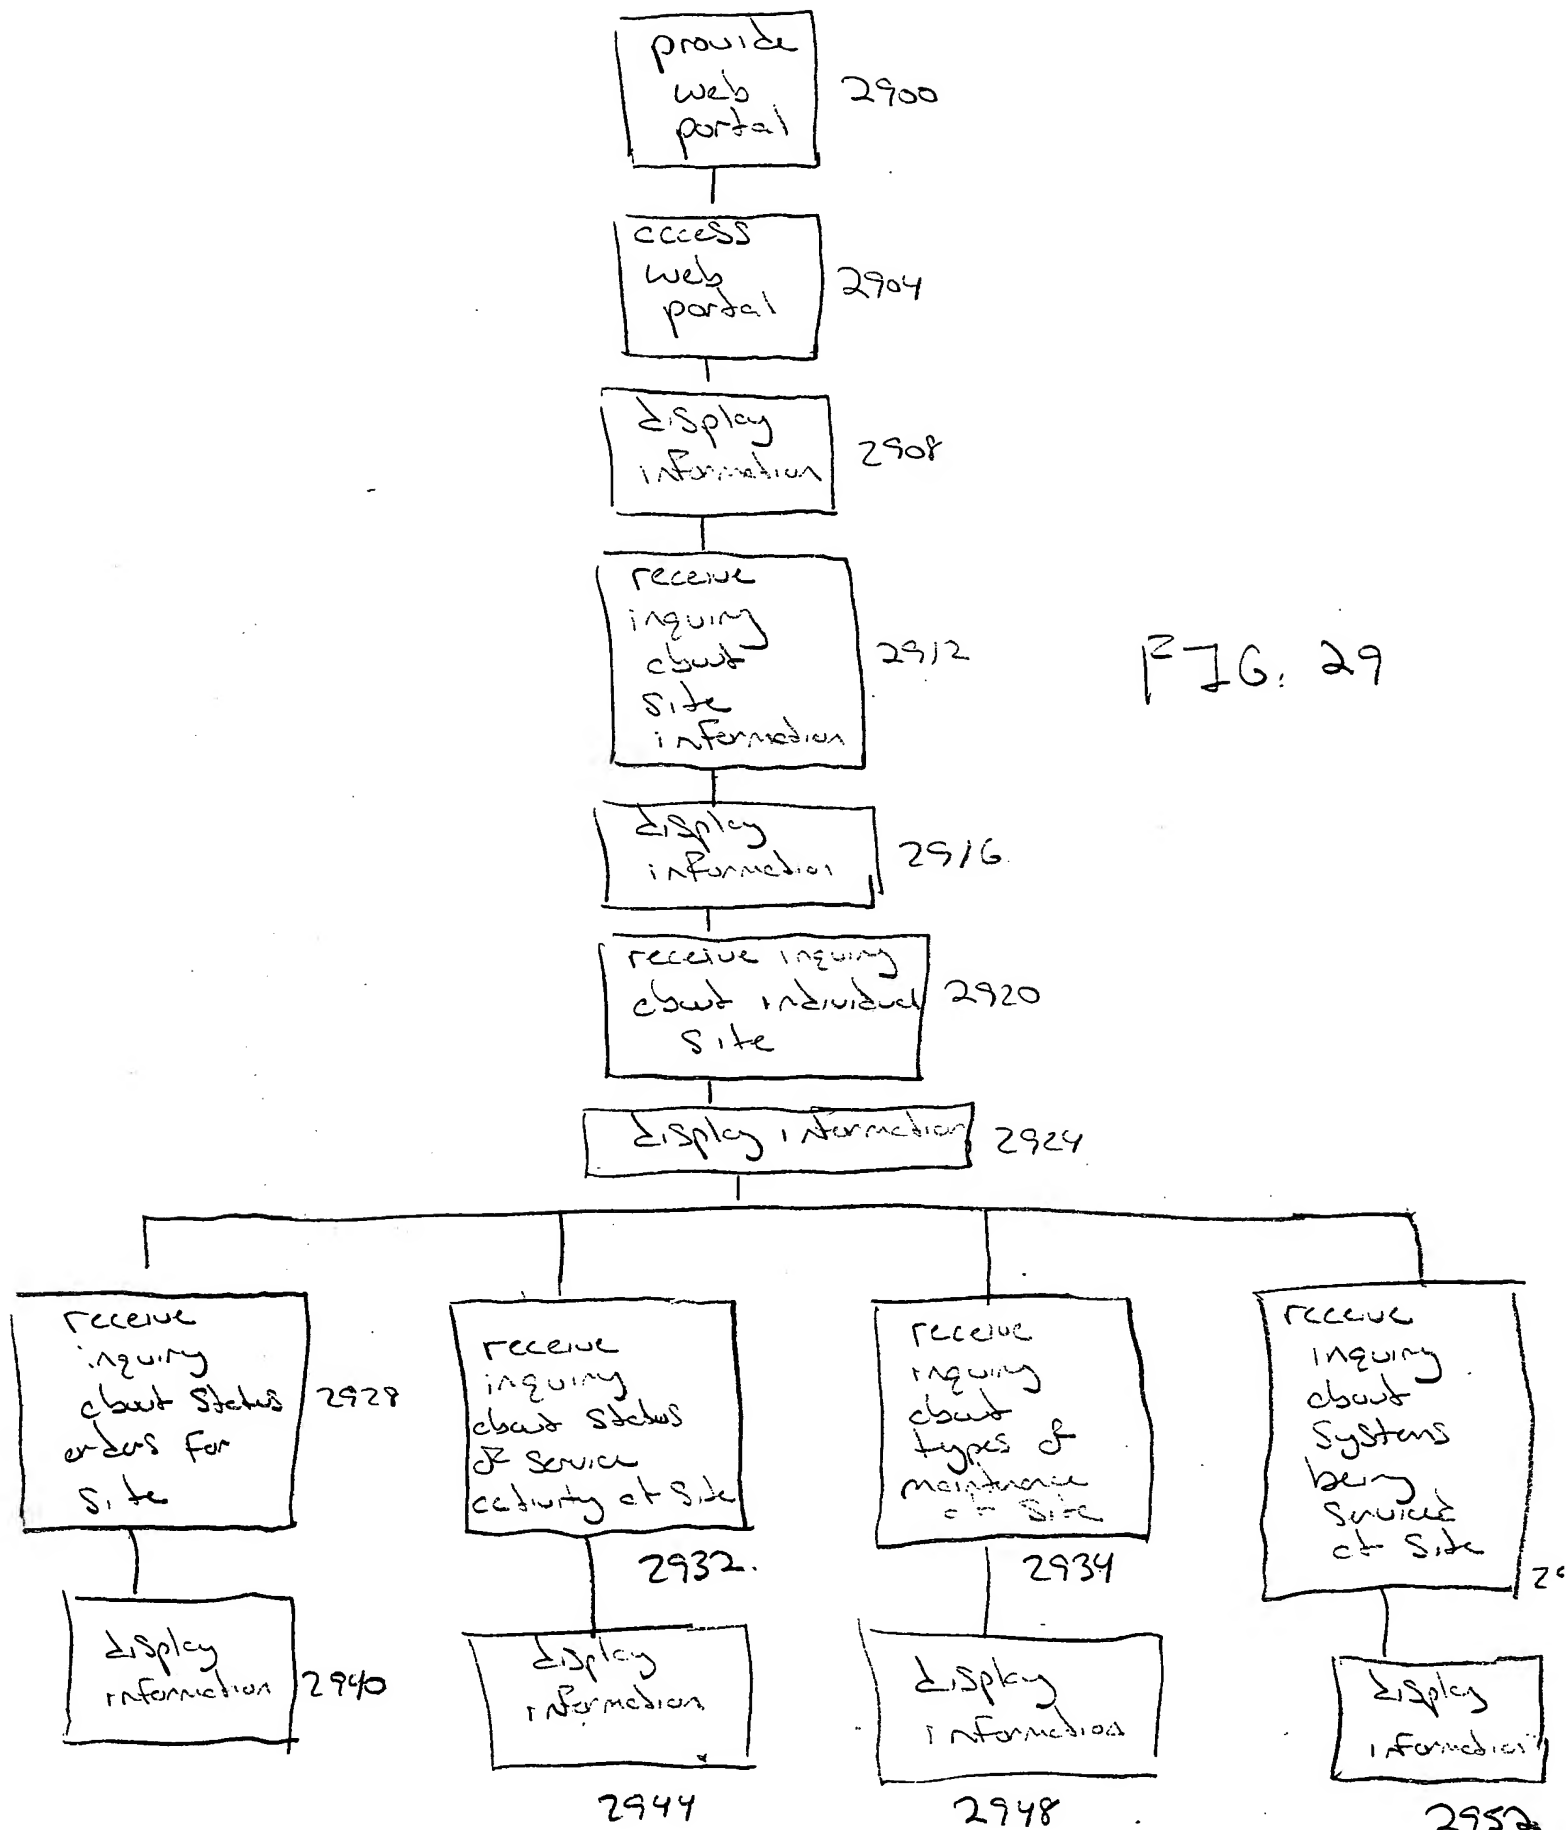 provide
web
portal
2900
access
web
portal
2904
display
information
2908
receive
inquiry
about
site
information
2912
FIG. 29
display
information
2916
receive inquiry
about individual
site
2920
display information
2924
receive
inquiry
about status
orders for
site
2928
receive
inquiry
about status
of service
activity at site
2932
receive
inquiry
about
types of
maintnance
at site
2934
receive
inquiry
about
systems
being
serviced
at site
display
information
2940
display
information
2944
display
information
2948
display
information
2952